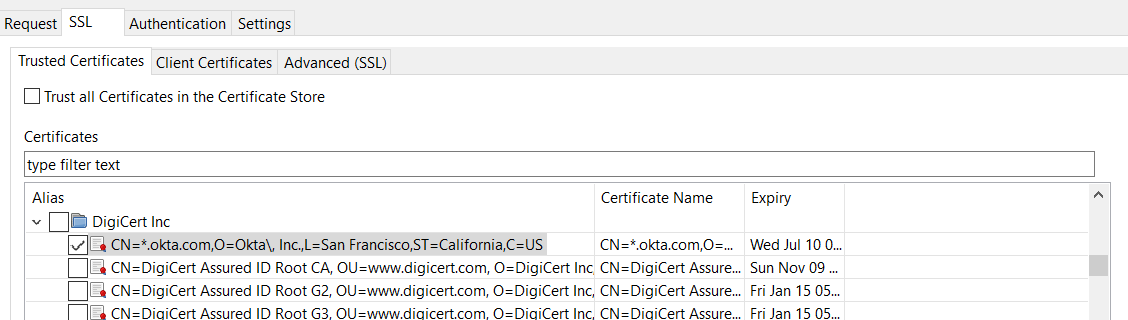 Request SSL Authentication Settings
Trusted Certificates Client Certificates Advanced (SSL)
Trust all Certificates in the Certificate Store
Certificates
type filter text
Alias Certificate Name Expiry
DigiCert Inc
CN=*.okta.com,O=Okta\, Inc.,L=San Francisco,ST=California,C=US CN=*.okta.com,O=... Wed Jul 10 0...
CN=DigiCert Assured ID Root CA, OU=www.digicert.com, O=DigiCert Inc, CN=DigiCert Assure... Sun Nov 09 ...
CN=DigiCert Assured ID Root G2, OU=www.digicert.com, O=DigiCert Inc, CN=DigiCert Assure... Fri Jan 15 05...
CN=DigiCert Assured ID Root G3, OU=www.digicert.com, O=DigiCert Inc, CN=DigiCert Assure... Fri Jan 15 05...